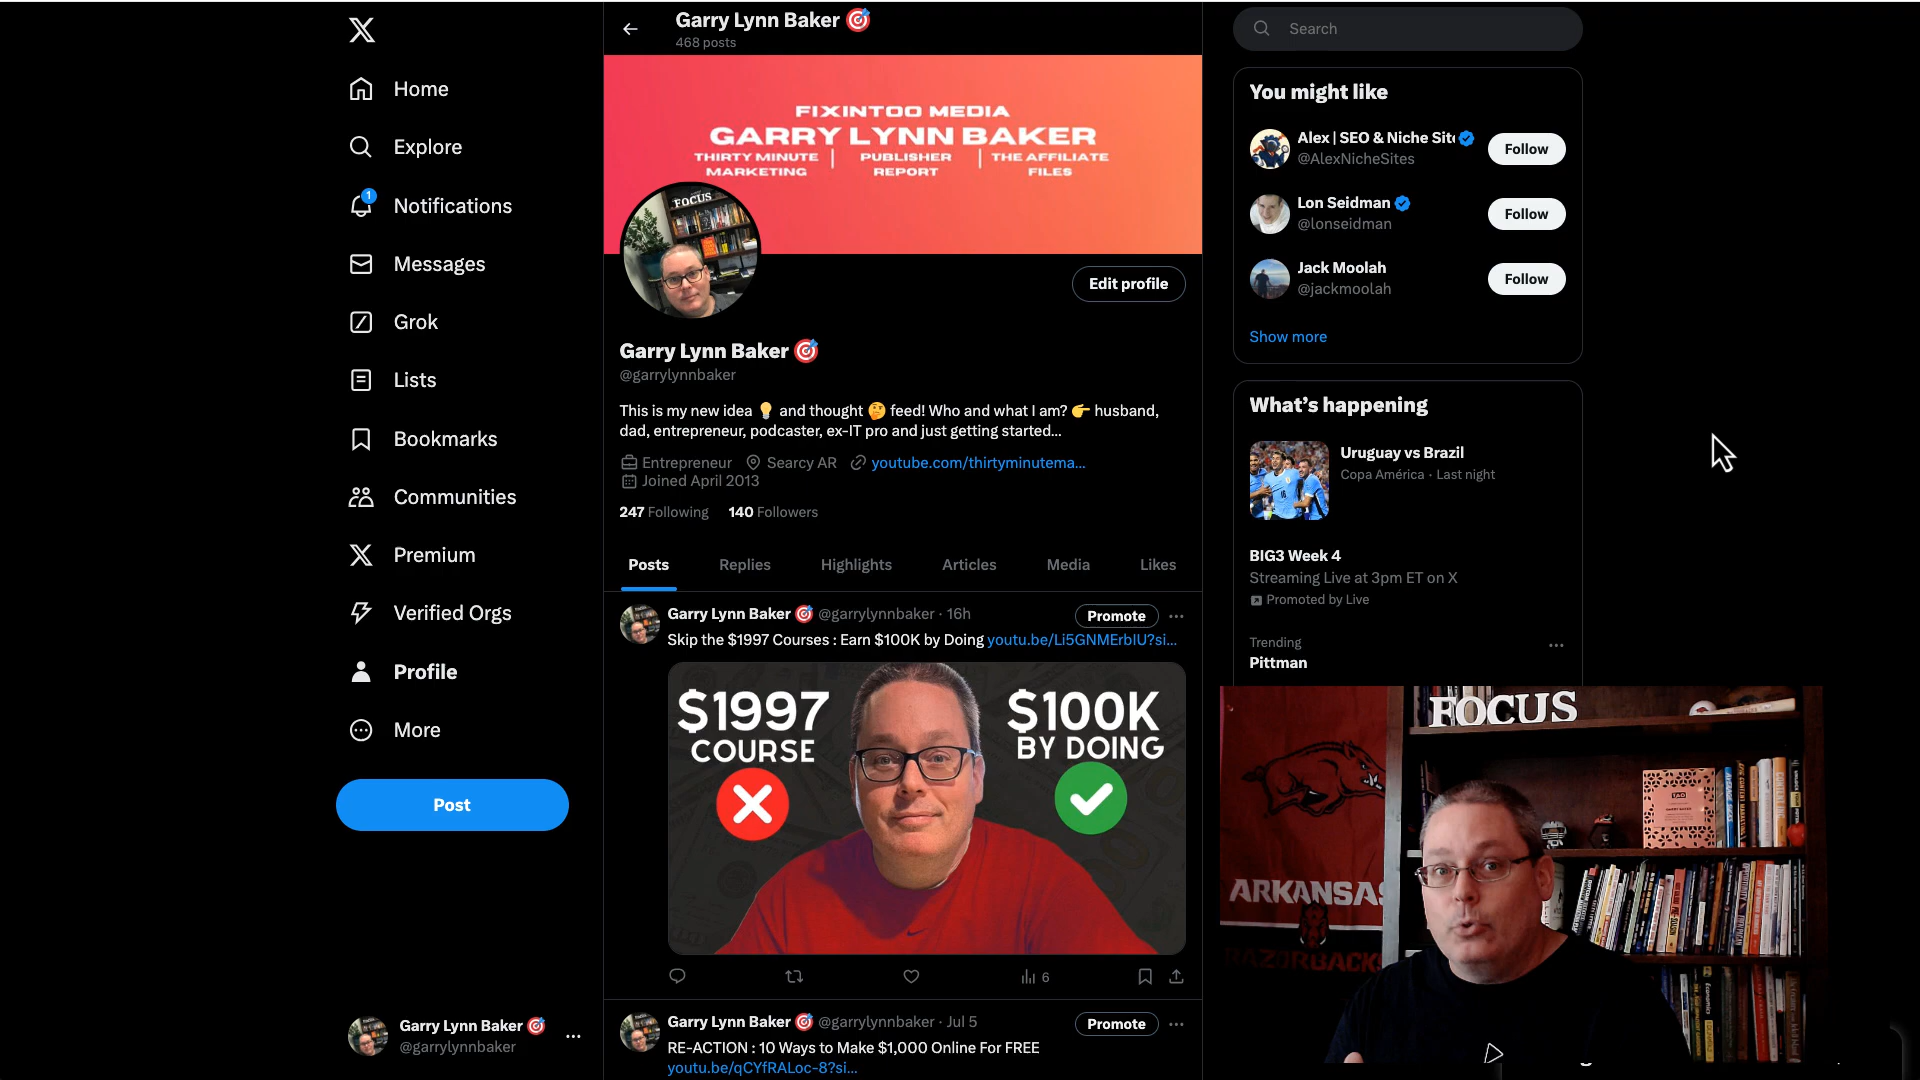 Home
Explore
1
Notifications
Messages
Grok
Lists
Bookmarks
Communities
Premium
Verified Orgs
Profile
More
Post
Garry Lynn Baker 🎯
@garrylynnbaker
Garry Lynn Baker 🎯
468 posts
FIXINTOO MEDIA
GARRY LYNN BAKER
THIRTY MINUTE | PUBLISHER | THE AFFILIATE
MARKETING REPORT FILES
FOCUS
Edit profile
Garry Lynn Baker 🎯
@garrylynnbaker
This is my new idea 💡 and thought 🤔 feed! Who and what I am? 👉 husband,
dad, entrepreneur, podcaster, ex-IT pro and just getting started...
Entrepreneur Searcy AR youtube.com/thirtyminutema...
Joined April 2013
247 Following 140 Followers
Posts Replies Highlights Articles Media Likes
Garry Lynn Baker 🎯 @garrylynnbaker · 16h
Promote
Skip the $1997 Courses : Earn $100K by Doing youtu.be/Li5GNMErbIU?si...
$1997
COURSE
$100K
BY DOING
6
Garry Lynn Baker 🎯 @garrylynnbaker · Jul 5
Promote
RE-ACTION : 10 Ways to Make $1,000 Online For FREE
youtu.be/qCYfRALoc-8?si...
Search
You might like
Alex | SEO & Niche Site
@AlexNicheSites
Follow
Lon Seidman
@lonseidman
Follow
Jack Moolah
@jackmoolah
Follow
Show more
What's happening
Uruguay vs Brazil
Copa América · Last night
BIG3 Week 4
Streaming Live at 3pm ET on X
Promoted by Live
Trending
Pittman
FOCUS
ARKANSAS
RAZORBACKS